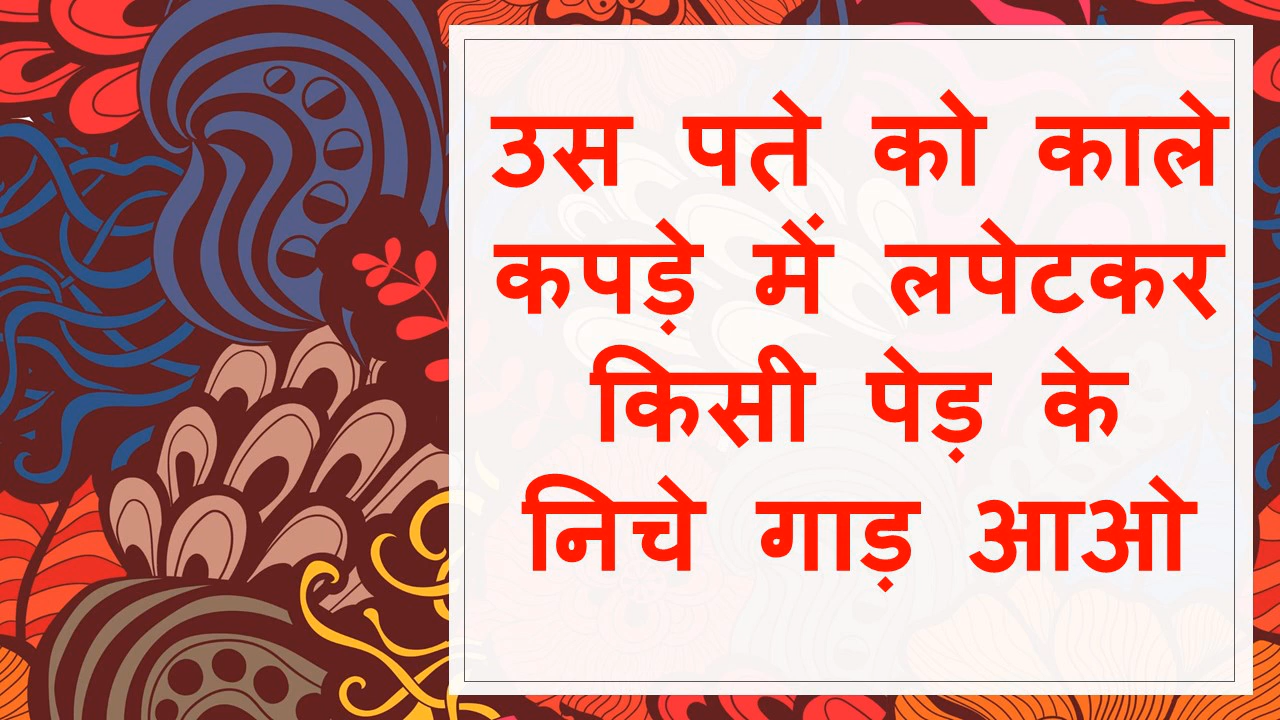 उस पते को काले
कपड़े में लपेटकर
किसी पेड़ के
निचे गाड़ आओ